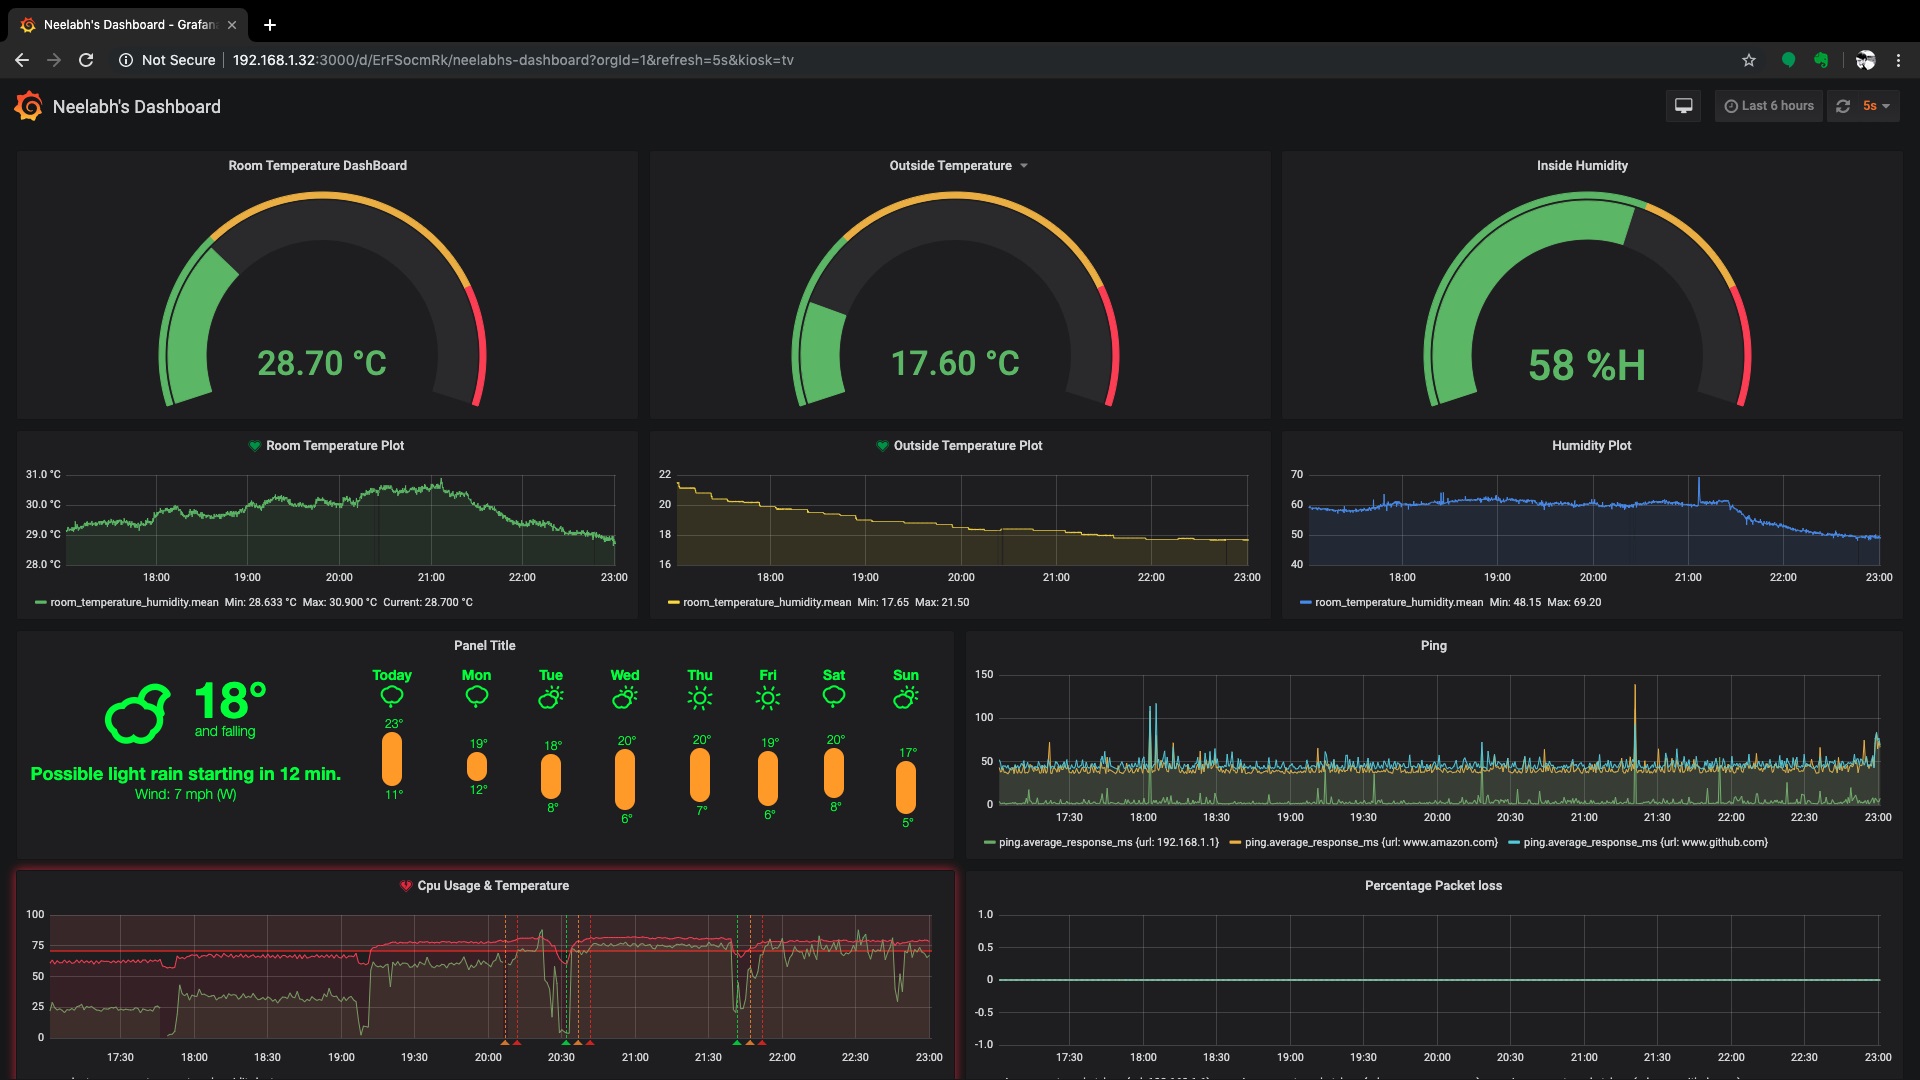 Neelabh's Dashboard - Grafan
Not Secure
192.168.1.32:3000/d/ErFSocmRk/neelabhs-dashboard?orgId=1&refresh=5s&kiosk=tv
Neelabh's Dashboard
Last 6 hours
5s
Room Temperature DashBoard
28.70 °C
Outside Temperature
17.60 °C
Inside Humidity
58 %H
Room Temperature Plot
31.0 °C
30.0 °C
29.0 °C
28.0 °C
18:00 19:00 20:00 21:00 22:00 23:00
room_temperature_humidity.mean Min: 28.633 °C Max: 30.900 °C Current: 28.700 °C
Outside Temperature Plot
22
20
18
16
18:00 19:00 20:00 21:00 22:00 23:00
room_temperature_humidity.mean Min: 17.65 Max: 21.50
Humidity Plot
70
60
50
40
18:00 19:00 20:00 21:00 22:00 23:00
room_temperature_humidity.mean Min: 48.15 Max: 69.20
Panel Title
18°
and falling
Possible light rain starting in 12 min.
Wind: 7 mph (W)
Today Mon Tue Wed Thu Fri Sat Sun
23° 19° 18° 20° 20° 19° 20° 17°
11° 12° 8° 6° 7° 6° 8° 5°
Ping
150
100
50
0
17:30 18:00 18:30 19:00 19:30 20:00 20:30 21:00 21:30 22:00 22:30 23:00
ping.average_response_ms {url: 192.168.1.1} ping.average_response_ms {url: www.amazon.com} ping.average_response_ms {url: www.github.com}
Cpu Usage & Temperature
100
75
50
25
0
17:30 18:00 18:30 19:00 19:30 20:00 20:30 21:00 21:30 22:00 22:30 23:00
Percentage Packet loss
1.0
0.5
0
-0.5
-1.0
17:30 18:00 18:30 19:00 19:30 20:00 20:30 21:00 21:30 22:00 22:30 23:00